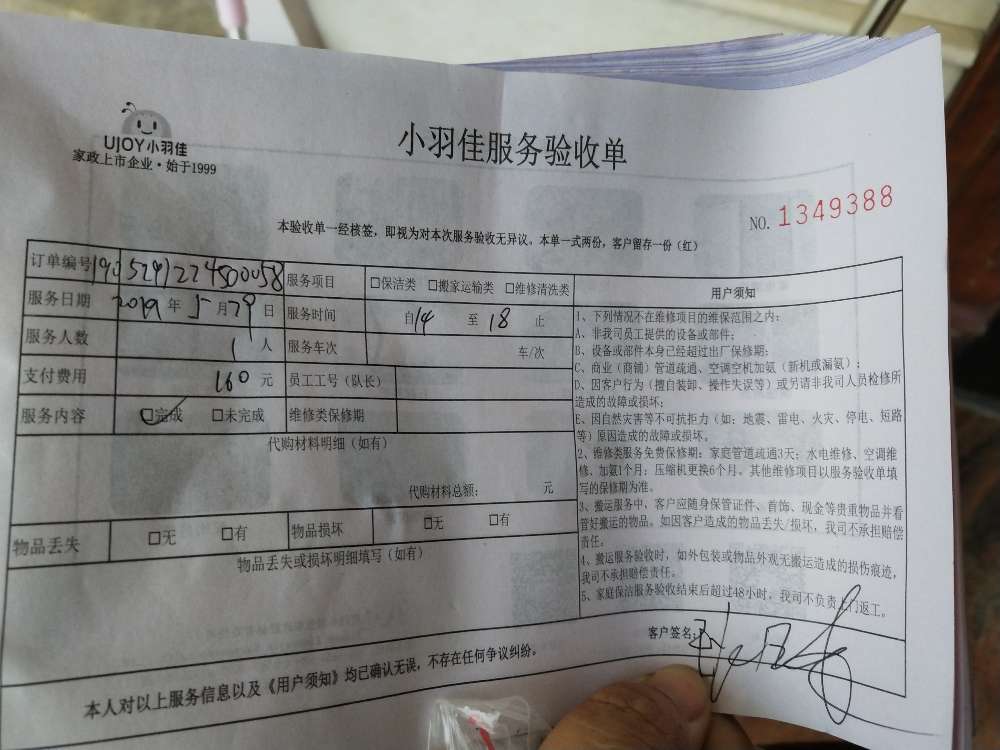 UJOY小羽佳
家政上市企业·始于1999
小羽佳服务验收单
NO. 1349388
本验收单一经核签，即视为对本次服务验收无异议。本单一式两份，客户留存一份（红）
订单编号 服务项目 □保洁类 □搬家运输类 □维修清洗类
服务日期 2019年5月29日 服务时间 自14 至18止
服务人数 1人 服务车次 车/次
支付费用 160元 员工工号（队长）
服务内容 □完成 □未完成 维修类保修期
代购材料明细（如有）
代购材料总额： 元
物品丢失 □无 □有 物品损坏 □无 □有
物品丢失或损坏明细填写（如有）
用户须知
1、下列情况不在维修项目的维保范围之内：
A、非我司员工提供的设备或部件；
B、设备或部件本身已经超过出厂保修期；
C、商业（商铺）管道疏通、空调空机加氨（新机或漏氨）；
D、因客户行为（擅自装卸、操作失误等）或另请非我司人员检修所
造成的故障或损坏；
E、因自然灾害等不可抗拒力（如：地震、雷电、火灾、停电、短路
等）原因造成的故障或损坏。
2、维修类服务免费保修期：家庭管道疏通3天；水电维修、空调维
修、加氨1个月；压缩机更换6个月。其他维修项目以服务验收单填
写的保修期为准。
3、搬运服务中，客户应随身保管证件、首饰、现金等贵重物品并看
管好搬运的物品。如因客户造成的物品丢失/损坏，我司不承担赔偿
责任。
4、搬运服务验收时，如外包装或物品外观无搬运造成的损伤痕迹，
我司不承担赔偿责任。
5、家庭保洁服务验收结束后超过48小时，我司不负责上门返工。
客户签名：
本人对以上服务信息以及《用户须知》均已确认无误，不存在任何争议纠纷。